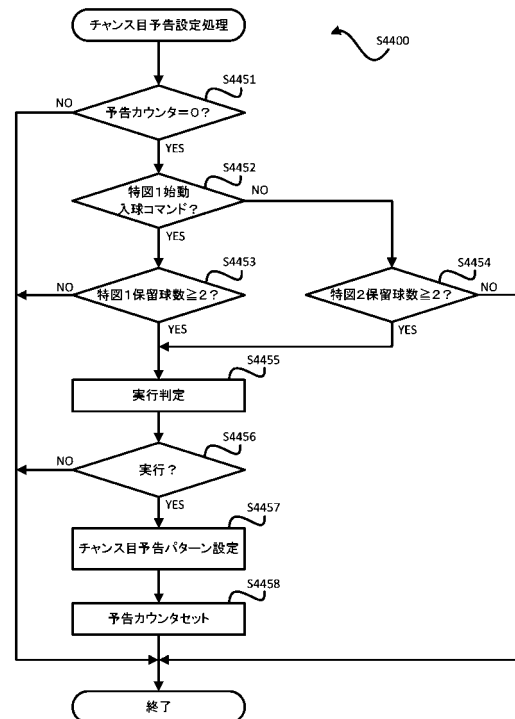 チャンス目予告設定処理
S4400
S4451
予告カウンタ=0?
NO
YES
S4452
特図1始動
入球コマンド?
NO
YES
S4453
特図1保留球数≧2?
NO
YES
S4454
特図2保留球数≧2?
NO
YES
S4455
実行判定
S4456
実行?
NO
YES
S4457
チャンス目予告パターン設定
S4458
予告カウンタセット
終了